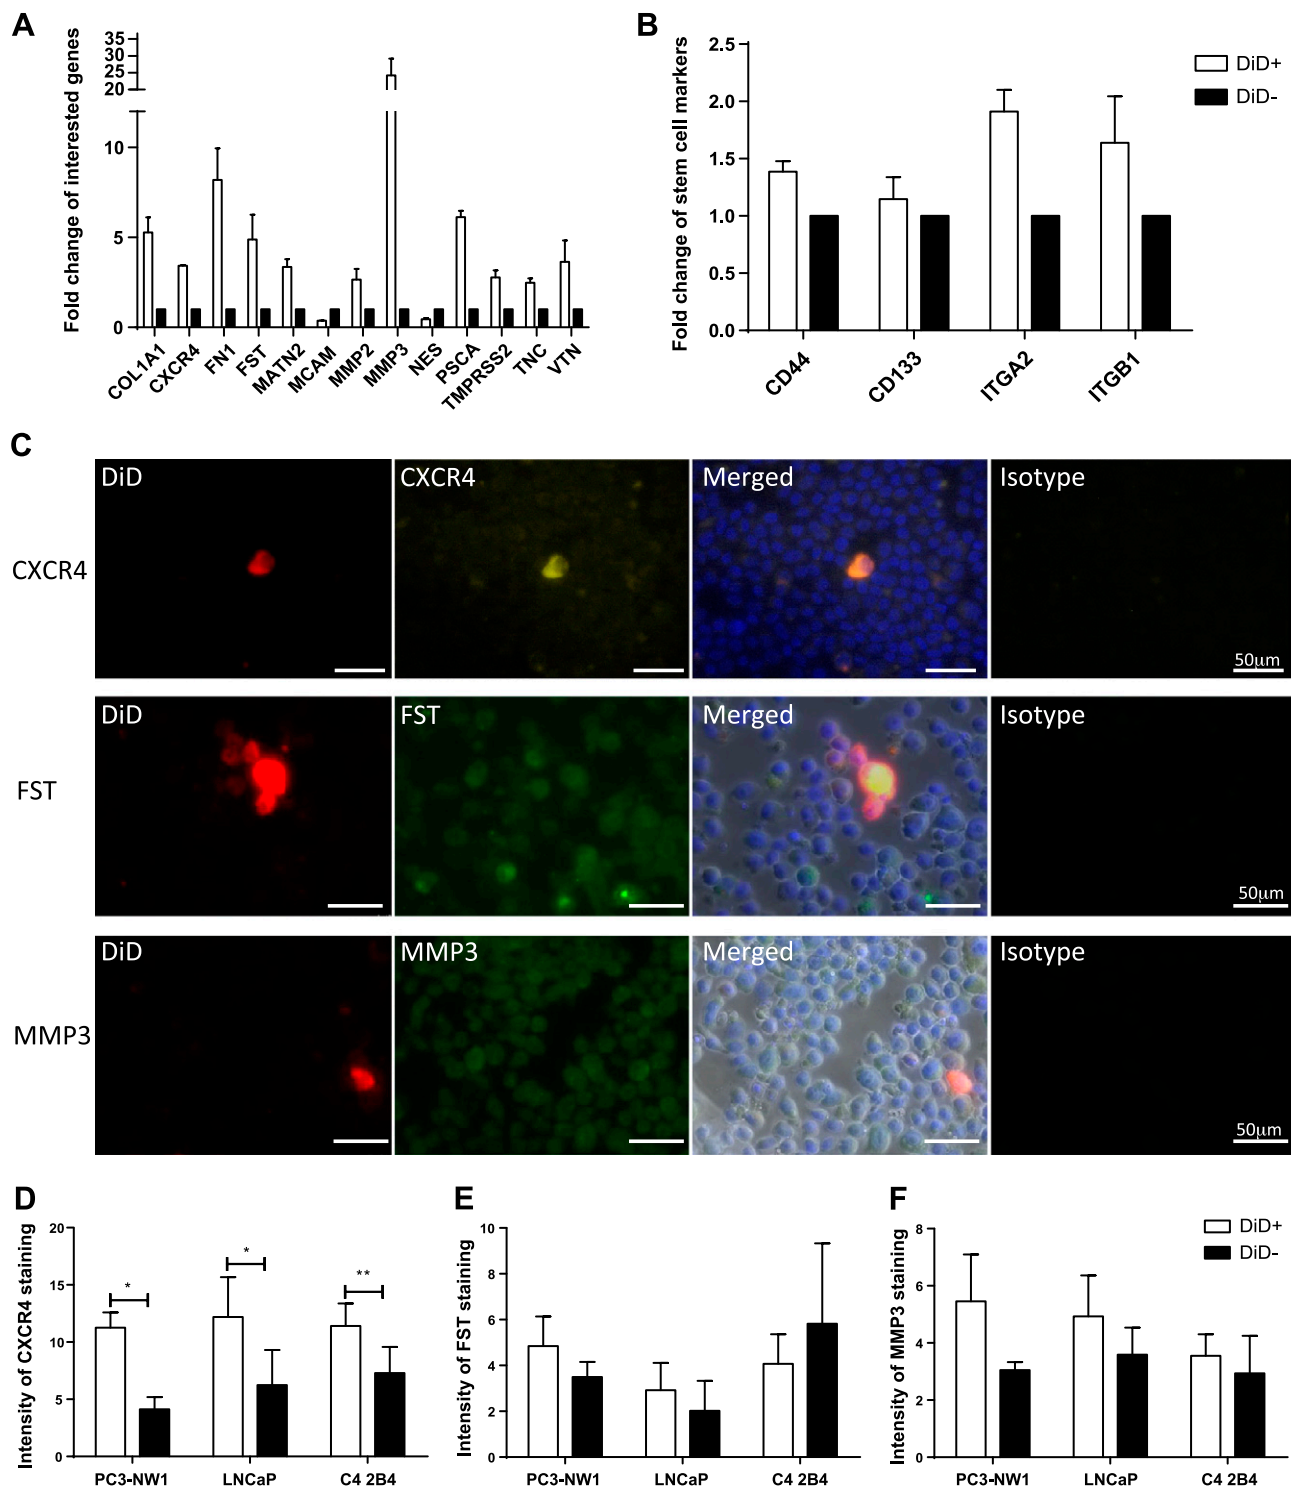 A
Fold change of interested genes
35
30
25
20
10
5
0
COL1A1
CXCR4
FN1
FST
MATN2
MCAM
MMP2
MMP3
NES
PSCA
TMPRSS2
TNC
VTN
B
Fold change of stem cell markers
2.5
2.0
1.5
1.0
0.5
0.0
CD44
CD133
ITGA2
ITGB1
DiD+
DiD-
C
DiD
CXCR4
Merged
Isotype
CXCR4
50μm
DiD
FST
Merged
Isotype
FST
50μm
DiD
MMP3
Merged
Isotype
MMP3
50μm
D
Intensity of CXCR4 staining
20
15
10
5
0
*
*
**
PC3-NW1
LNCaP
C4 2B4
E
Intensity of FST staining
10
8
6
4
2
0
PC3-NW1
LNCaP
C4 2B4
F
Intensity of MMP3 staining
8
6
4
2
0
PC3-NW1
LNCaP
C4 2B4
DiD+
DiD-